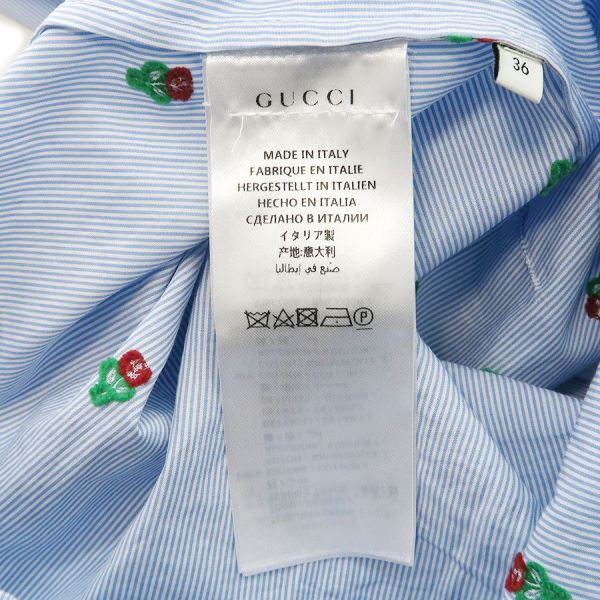 GUCCI
MADE IN ITALY
FABRIQUE EN ITALIE
HERGESTELLT IN ITALIEN
HECHO EN ITALIA
СДЕЛАНО В ИТАЛИИ
イタリア製
产地:意大利
صنع في إيطاليا
P
36